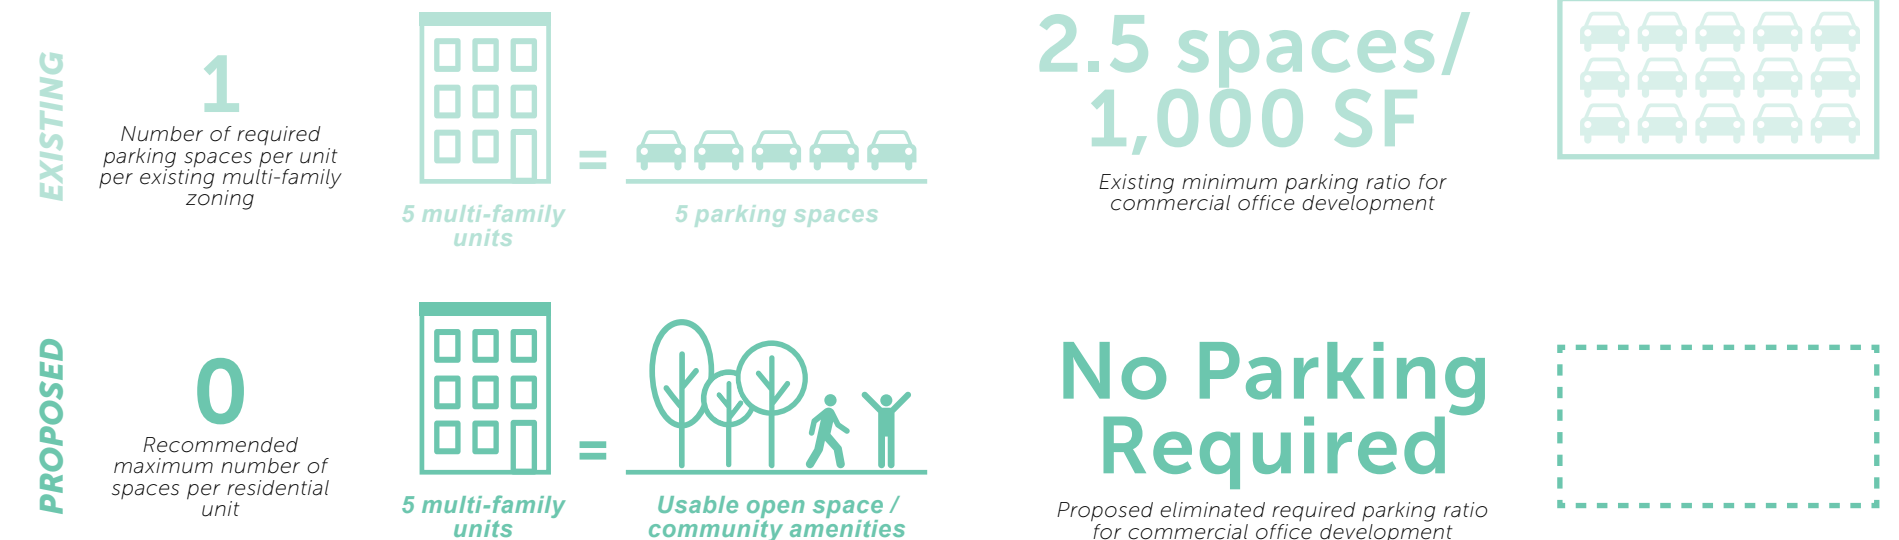 EXISTING
1
Number of required
parking spaces per unit
per existing multi-family
zoning
5 multi-family
units
=
5 parking spaces
2.5 spaces/
1,000 SF
Existing minimum parking ratio for
commercial office development
PROPOSED
0
Recommended
maximum number of
spaces per residential
unit
5 multi-family
units
=
Usable open space /
community amenities
No Parking
Required
Proposed eliminated required parking ratio
for commercial office development